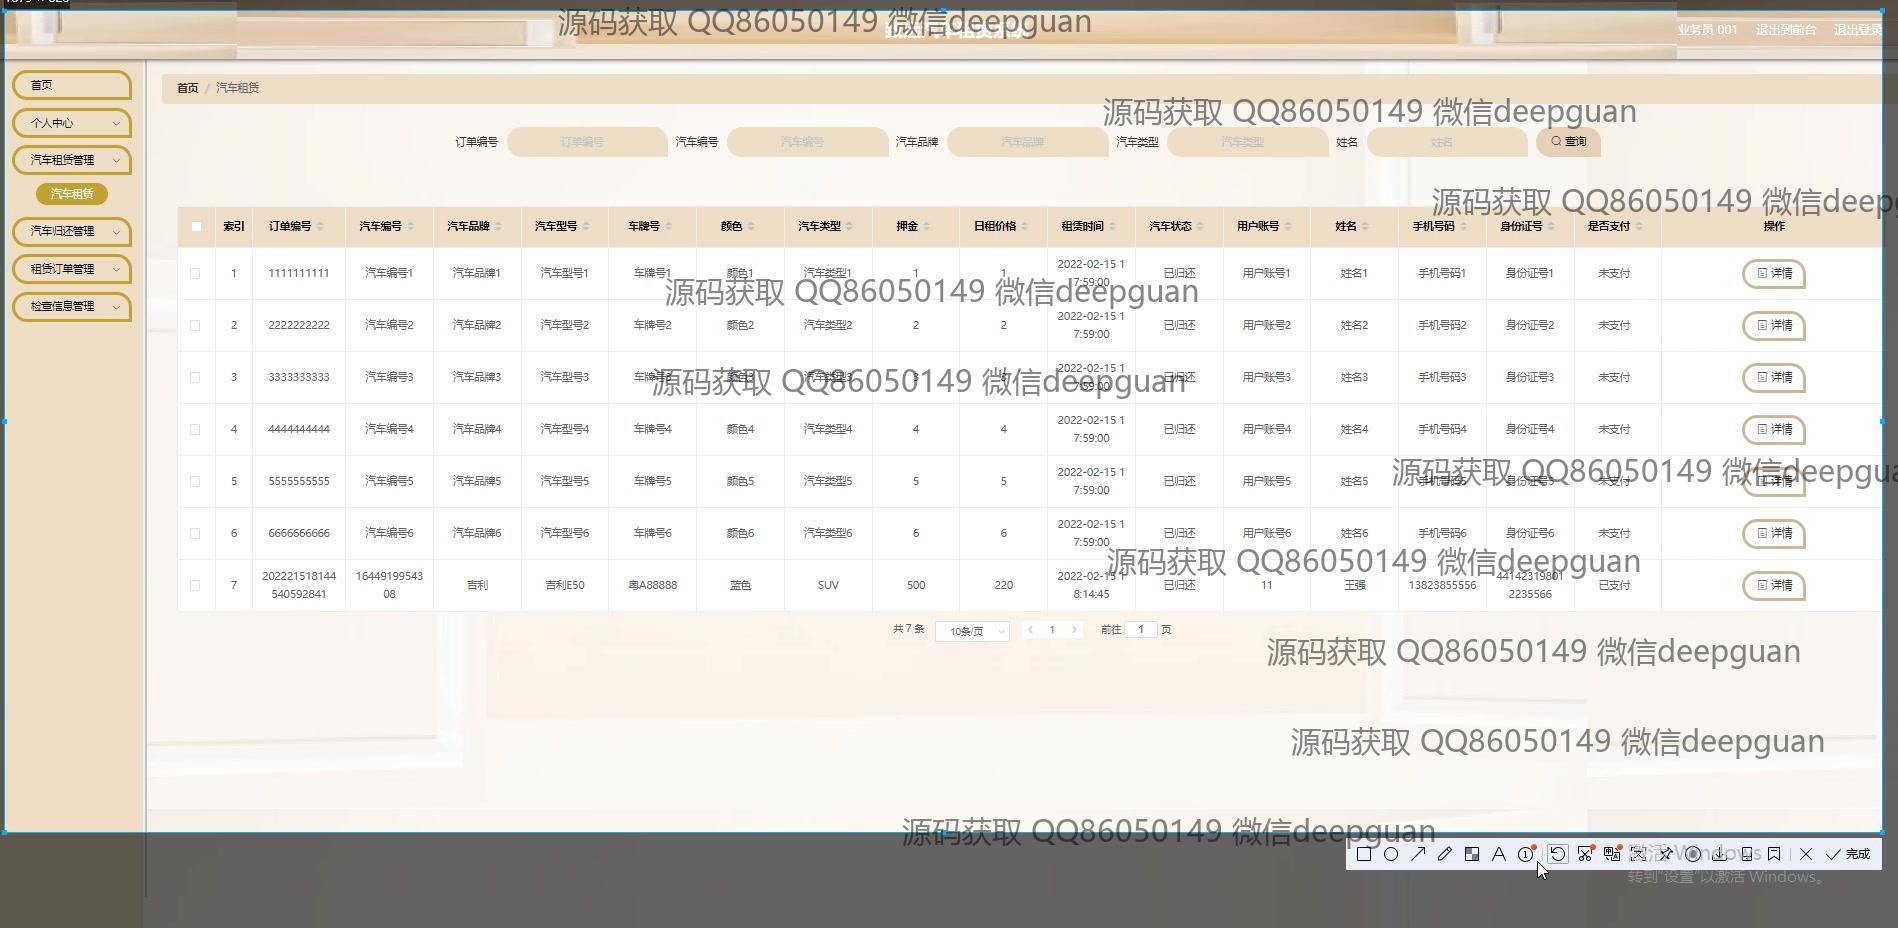 源码获取 QQ86050149 微信deepguan
业务员 001 退出到前台 退出登录
首页
个人中心
汽车租赁管理
汽车租赁
汽车归还管理
租赁订单管理
检查信息管理
首页 / 汽车租赁
源码获取 QQ86050149 微信deepguan
订单编号 订单编号 汽车编号 汽车编号 汽车品牌 汽车品牌 汽车类型 汽车类型 姓名 姓名 查询
源码获取 QQ86050149 微信deep
索引 订单编号 汽车编号 汽车品牌 汽车型号 车牌号 颜色 汽车类型 押金 日租价格 租赁时间 汽车状态 用户账号 姓名 手机号码 身份证号 是否支付 操作
1 1111111111 汽车编号1 汽车品牌1 汽车型号1 车牌号1 颜色1 汽车类型1 1 1 2022-02-15 1 7:59:00 已归还 用户账号1 姓名1 手机号码1 身份证号1 未支付 详情
源码获取 QQ86050149 微信deepguan
2 2222222222 汽车编号2 汽车品牌2 汽车型号2 车牌号2 颜色2 汽车类型2 2 2 2022-02-15 1 7:59:00 已归还 用户账号2 姓名2 手机号码2 身份证号2 未支付 详情
3 3333333333 汽车编号3 汽车品牌3 汽车型号3 车牌号3 颜色3 汽车类型3 3 3 2022-02-15 1 7:59:00 已归还 用户账号3 姓名3 手机号码3 身份证号3 未支付 详情
源码获取 QQ86050149 微信deepguan
4 4444444444 汽车编号4 汽车品牌4 汽车型号4 车牌号4 颜色4 汽车类型4 4 4 2022-02-15 1 7:59:00 已归还 用户账号4 姓名4 手机号码4 身份证号4 未支付 详情
5 5555555555 汽车编号5 汽车品牌5 汽车型号5 车牌号5 颜色5 汽车类型5 5 5 2022-02-15 1 7:59:00 已归还 用户账号5 姓名5 手机号码5 身份证号5 未支付 详情
源码获取 QQ86050149 微信deepgua
6 6666666666 汽车编号6 汽车品牌6 汽车型号6 车牌号6 颜色6 汽车类型6 6 6 2022-02-15 1 7:59:00 已归还 用户账号6 姓名6 手机号码6 身份证号6 未支付 详情
源码获取 QQ86050149 微信deepguan
7 202221518144 540592841 16449199543 08 吉利 吉利E50 粤A88888 蓝色 SUV 500 220 2022-02-15 1 8:14:45 已归还 11 王强 13823855556 44142319801 2235566 已支付 详情
共 7 条 10条/页 1 前往 1 页
源码获取 QQ86050149 微信deepguan
源码获取 QQ86050149 微信deepguan
源码获取 QQ86050149 微信deepguan
完成
激活 Windows
转到"设置"以激活 Windows。